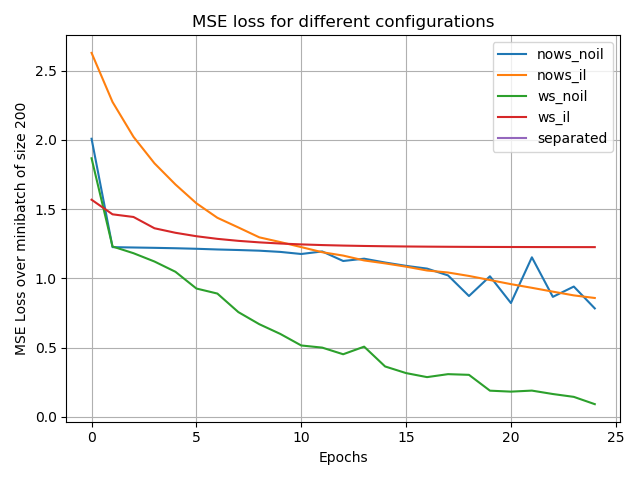 MSE loss for different configurations
nows_noil
nows_il
ws_noil
ws_il
separated
MSE Loss over minibatch of size 200
2.5
2.0
1.5
1.0
0.5
0.0
0 5 10 15 20 25
Epochs